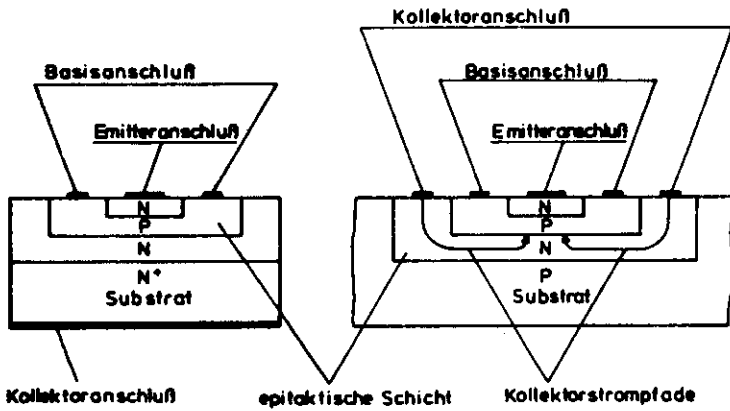 Kollektoranschluß
Basisanschluß
Basisanschluß
Emitteranschluß
Emitteranschluß
N
P
N
N⁺
Substrat
N
P
N
P
Substrat
Kollektoranschluß
epitaktische Schicht
Kollektorstrompfade